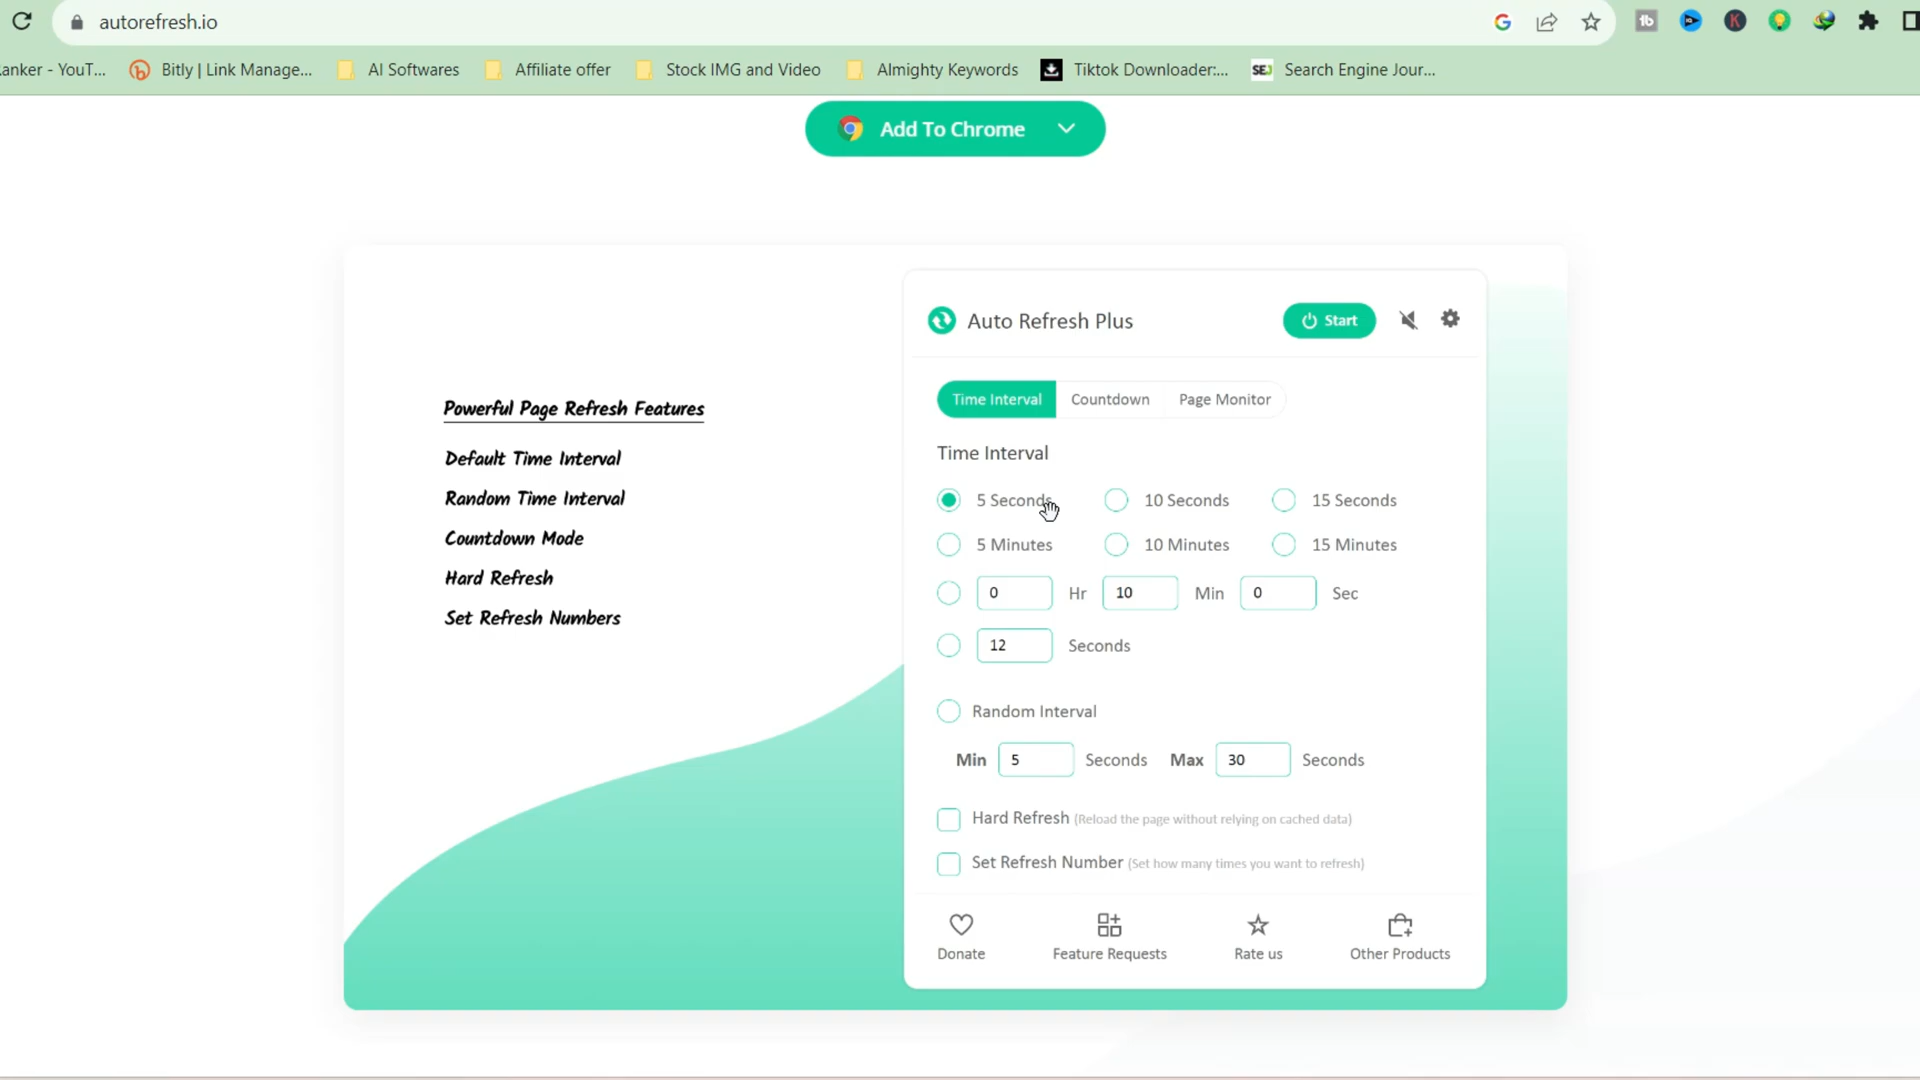 autorefresh.io
anker - YouT...
Bitly | Link Manage...
AI Softwares
Affiliate offer
Stock IMG and Video
Almighty Keywords
Tiktok Downloader:...
SEJ
Search Engine Jour...
Add To Chrome
Powerful Page Refresh Features
Default Time Interval
Random Time Interval
Countdown Mode
Hard Refresh
Set Refresh Numbers
Auto Refresh Plus
Start
Time Interval Countdown Page Monitor
Time Interval
5 Seconds 10 Seconds 15 Seconds
5 Minutes 10 Minutes 15 Minutes
0 Hr 10 Min 0 Sec
12 Seconds
Random Interval
Min 5 Seconds Max 30 Seconds
Hard Refresh (Reload the page without relying on cached data)
Set Refresh Number (Set how many times you want to refresh)
Donate Feature Requests Rate us Other Products